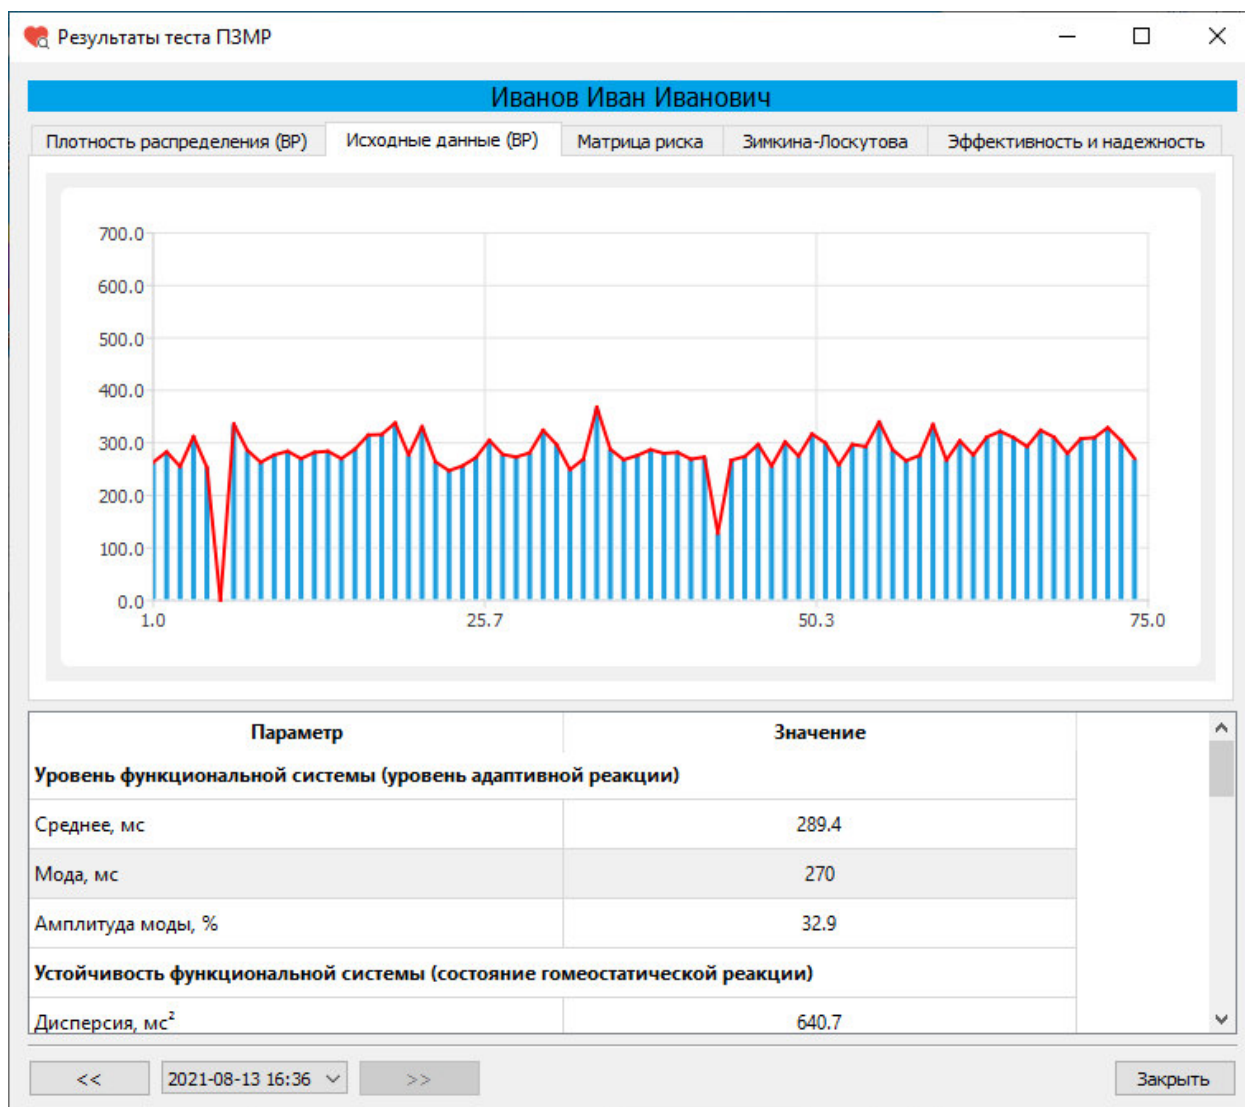 Результаты теста ПЗМР
Иванов Иван Иванович
Плотность распределения (ВР) Исходные данные (ВР) Матрица риска Зимкина-Лоскутова Эффективность и надежность
700.0
600.0
500.0
400.0
300.0
200.0
100.0
0.0
1.0 25.7 50.3 75.0
Параметр Значение
Уровень функциональной системы (уровень адаптивной реакции)
Среднее, мс 289.4
Мода, мс 270
Амплитуда моды, % 32.9
Устойчивость функциональной системы (состояние гомеостатической реакции)
Дисперсия, мс² 640.7
<< 2021-08-13 16:36 >> Закрыть